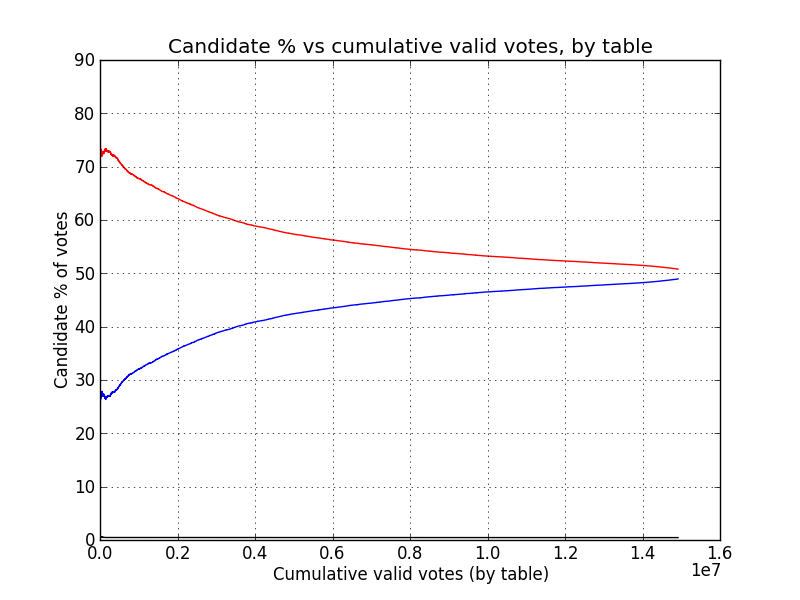 Candidate % vs cumulative valid votes, by table
90
80
70
60
50
40
30
20
10
0
Candidate % of votes
0.0 0.2 0.4 0.6 0.8 1.0 1.2 1.4 1.6
1e7
Cumulative valid votes (by table)